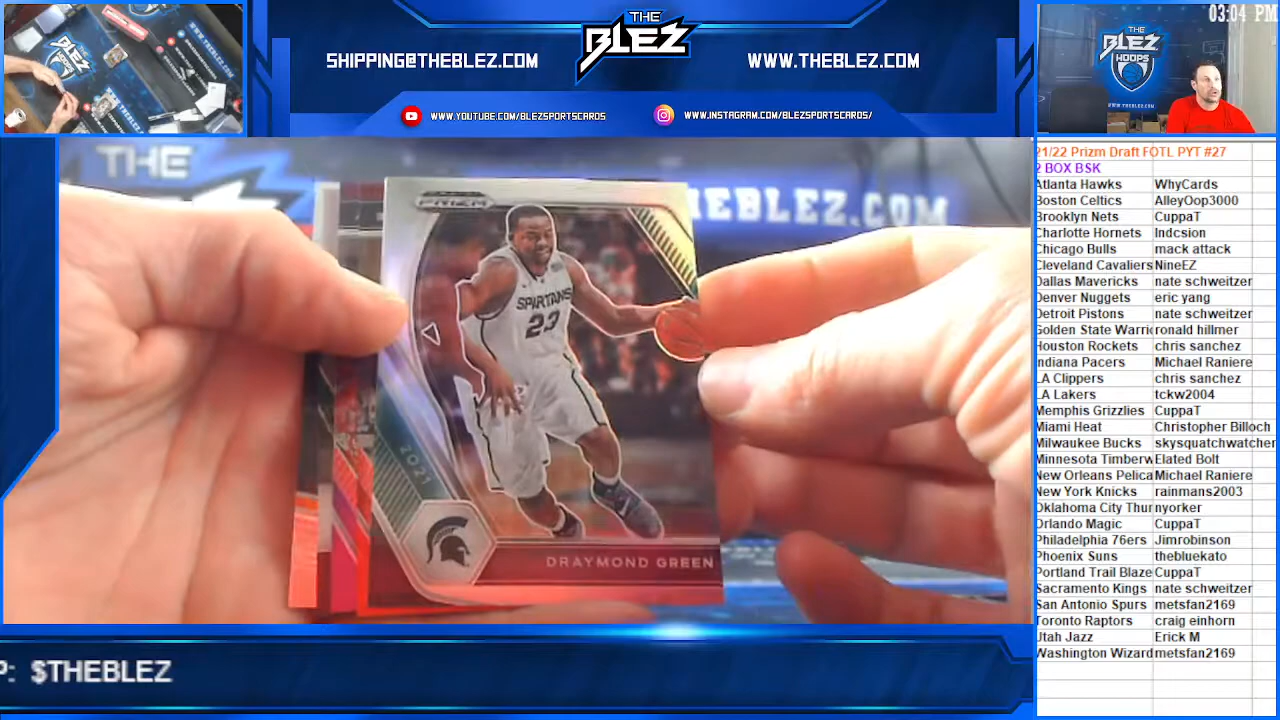 03:04 PM
THE
BLEZ
SHIPPING@THEBLEZ.COM
WWW.THEBLEZ.COM
WWW.YOUTUBE.COM/BLEZSPORTSCARDS
WWW.INSTAGRAM.COM/BLEZSPORTSCARDS/
THE
BLEZ
HOOPS
WWW.THEBLEZ.COM
THE
HEBLEZ.COM
PRIZM
SPARTANS
23
2021
DRAYMOND GREEN
21/22 Prizm Draft FOTL PYT #27
2 BOX BSK
Atlanta Hawks WhyCards
Boston Celtics AlleyOop3000
Brooklyn Nets CuppaT
Charlotte Hornets Indcsion
Chicago Bulls mack attack
Cleveland Cavaliers NineEZ
Dallas Mavericks nate schweitzer
Denver Nuggets eric yang
Detroit Pistons nate schweitzer
Golden State Warri ronald hillmer
Houston Rockets chris sanchez
Indiana Pacers Michael Raniere
LA Clippers chris sanchez
LA Lakers tckw2004
Memphis Grizzlies CuppaT
Miami Heat Christopher Billoch
Milwaukee Bucks skysquatchwatcher
Minnesota Timberw Elated Bolt
New Orleans Pelica Michael Raniere
New York Knicks rainmans2003
Oklahoma City Thur nyorker
Orlando Magic CuppaT
Philadelphia 76ers Jimrobinson
Phoenix Suns thebluekato
Portland Trail Blaze CuppaT
Sacramento Kings nate schweitzer
San Antonio Spurs metsfan2169
Toronto Raptors craig einhorn
Utah Jazz Erick M
Washington Wizard metsfan2169
P: $THEBLEZ